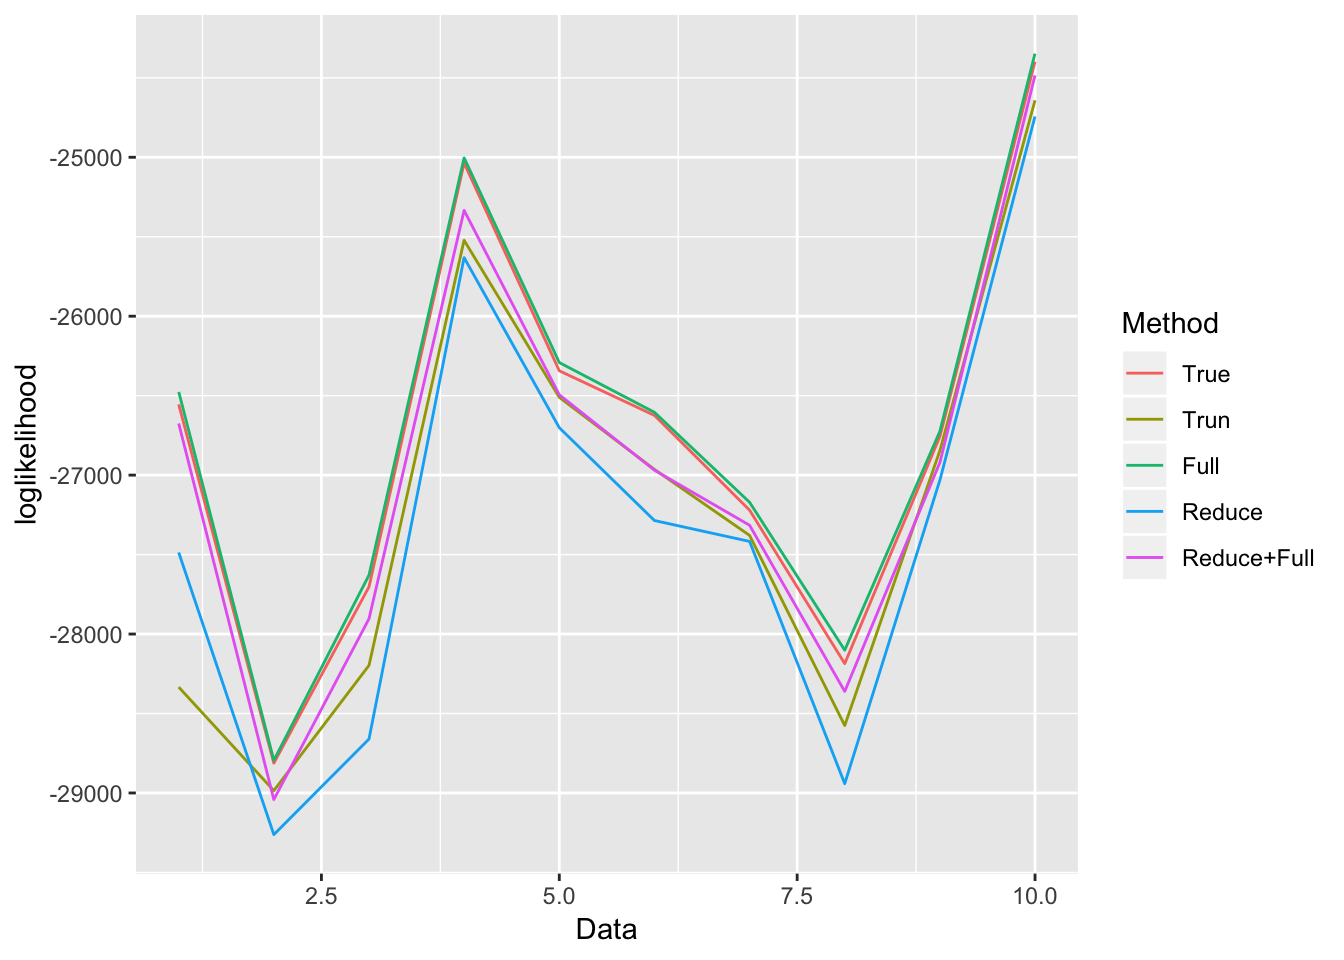 loglikelihood
-25000
-26000
-27000
-28000
-29000
2.5
5.0
7.5
10.0
Data
Method
True
Trun
Full
Reduce
Reduce+Full